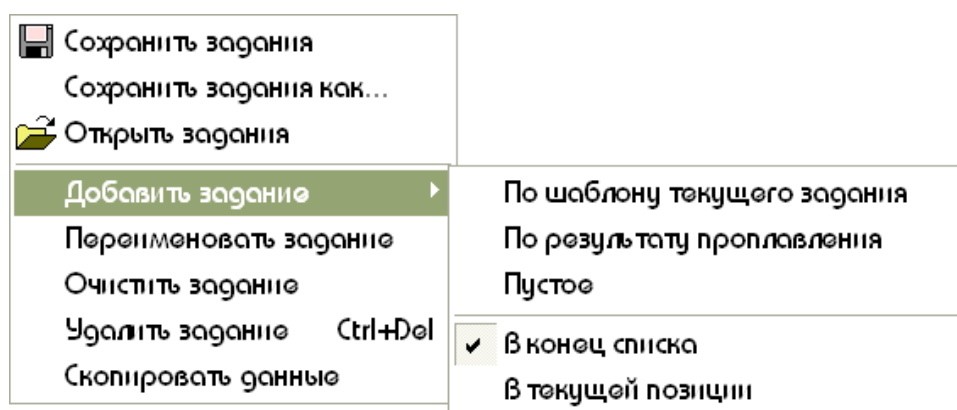 Сохранить задания
Сохранить задания как...
Открыть задания
Добавить задание
Переименовать задание
Очистить задание
Удалить задание Ctrl+Del
Скопировать данные
По шаблону текущего задания
По результату проплавления
Пустое
В конец списка
В текущей позиции